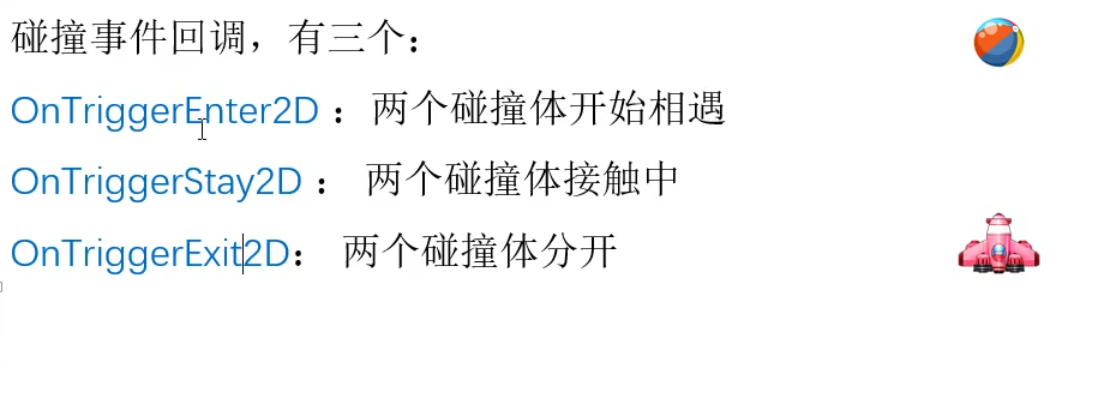 碰撞事件回调，有三个：
OnTriggerEnter2D ：两个碰撞体开始相遇
OnTriggerStay2D ： 两个碰撞体接触中
OnTriggerExit2D： 两个碰撞体分开